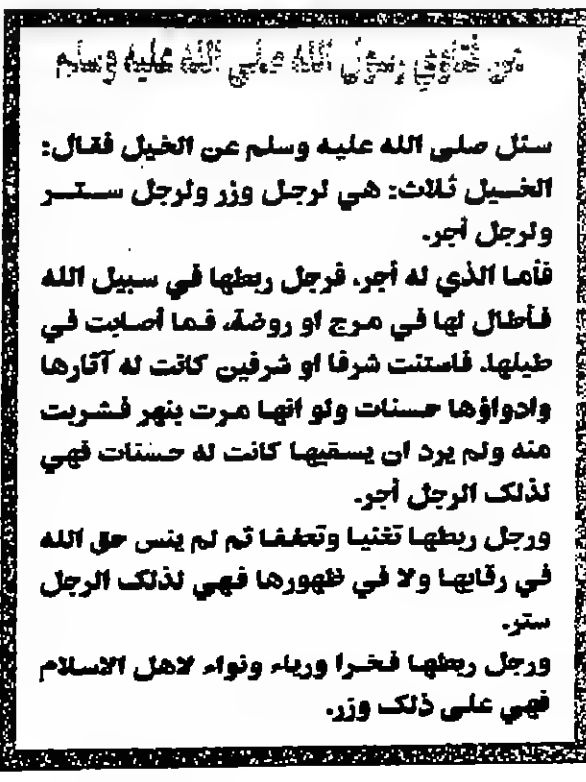 من فتاوى رسول الله صلى الله عليه وسلم
سئل صلى الله عليه وسلم عن الخيل فقال:
الخيل ثلاث: هي لرجل وزر ولرجل ستر
ولرجل أجر.
فأما الذي له أجر، فرجل ربطها في سبيل الله
فأطال لها في مرج او روضة، فما أصابت في
طيلها، فاستنت شرفا او شرفين كانت له آثارها
وادواؤها حسنات ولو انها مرت بنهر فشربت
منه ولم يرد ان يسقيها كانت له حسنات فهي
لذلك الرجل أجر.
ورجل ربطها تغنيا وتعففا ثم لم ينس حق الله
في رقابها ولا في ظهورها فهي لذلك الرجل
ستر.
ورجل ربطها فخرا ورياء ونواء لاهل الاسلام
فهي على ذلك وزر.